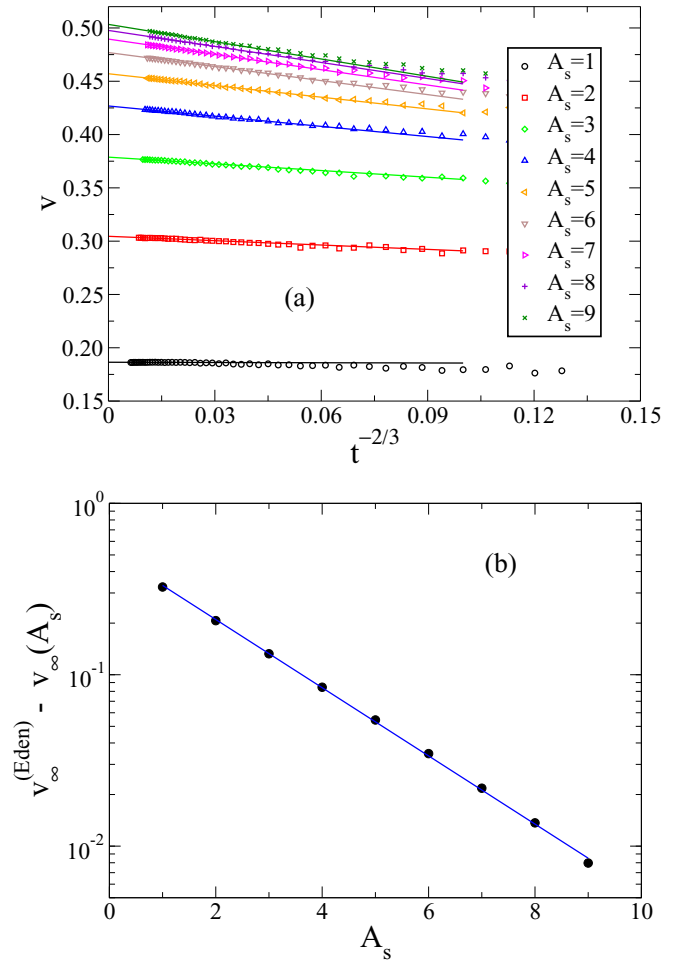 0.50
0.45
0.40
0.35
0.30
0.25
0.20
0.15
v
0 0.03 0.06 0.09 0.12 0.15
t^{-2/3}
(a)
A_s=1
A_s=2
A_s=3
A_s=4
A_s=5
A_s=6
A_s=7
A_s=8
A_s=9
10^0
10^{-1}
10^{-2}
v_∞^{(Eden)} - v_∞(A_s)
(b)
0 2 4 6 8 10
A_s